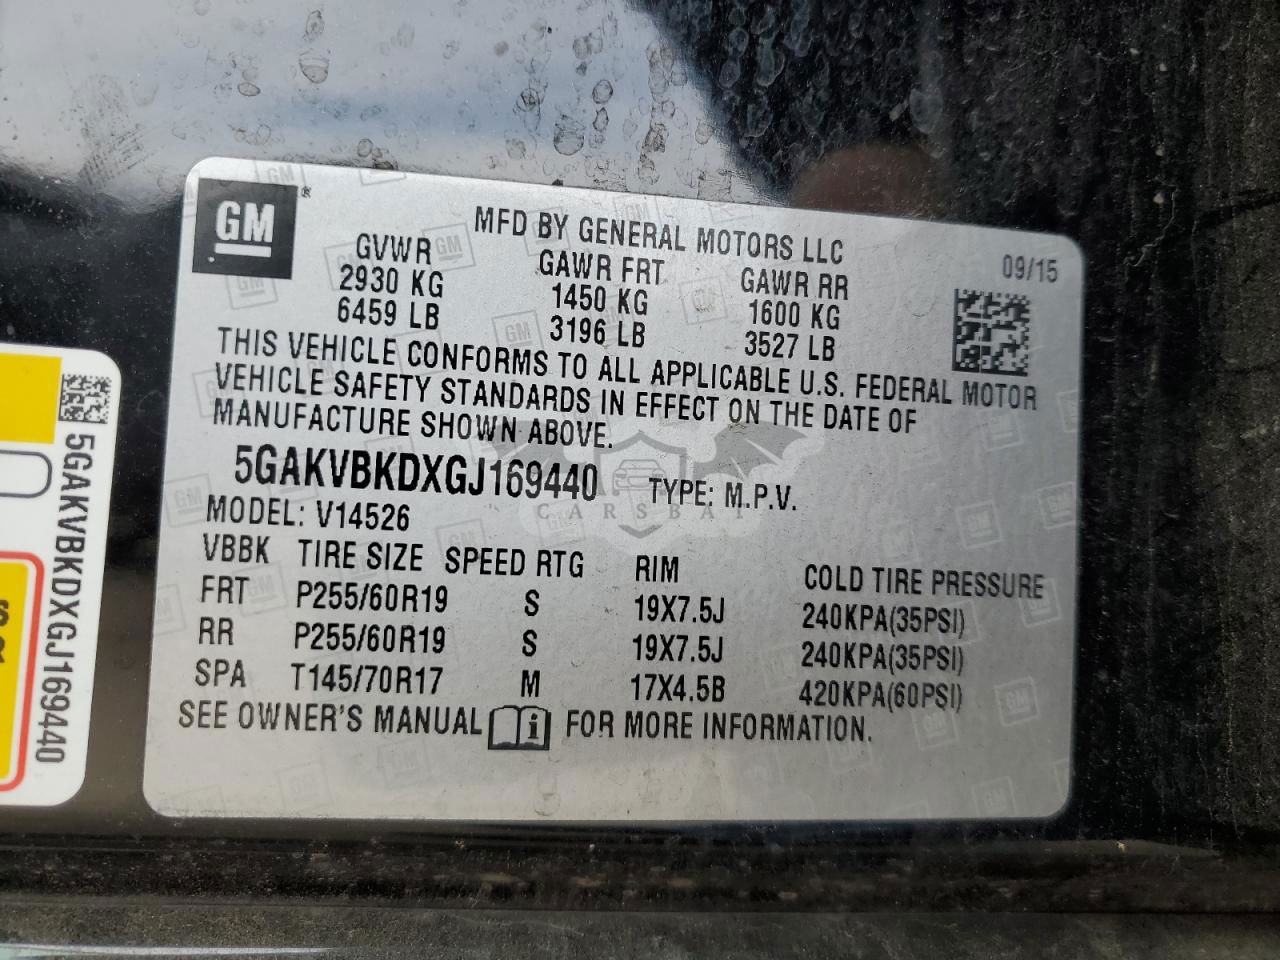 GM
MFD BY GENERAL MOTORS LLC
09/15
GVWR GAWR FRT GAWR RR
2930 KG 1450 KG 1600 KG
6459 LB 3196 LB 3527 LB
THIS VEHICLE CONFORMS TO ALL APPLICABLE U.S. FEDERAL MOTOR
VEHICLE SAFETY STANDARDS IN EFFECT ON THE DATE OF
MANUFACTURE SHOWN ABOVE.
5GAKVBKDXGJ169440 TYPE: M.P.V.
MODEL: V14526
VBBK TIRE SIZE SPEED RTG RIM COLD TIRE PRESSURE
FRT P255/60R19 S 19X7.5J 240KPA(35PSI)
RR P255/60R19 S 19X7.5J 240KPA(35PSI)
SPA T145/70R17 M 17X4.5B 420KPA(60PSI)
SEE OWNER'S MANUAL i FOR MORE INFORMATION.
5GAKVBKDXGJ169440
CARSBAT